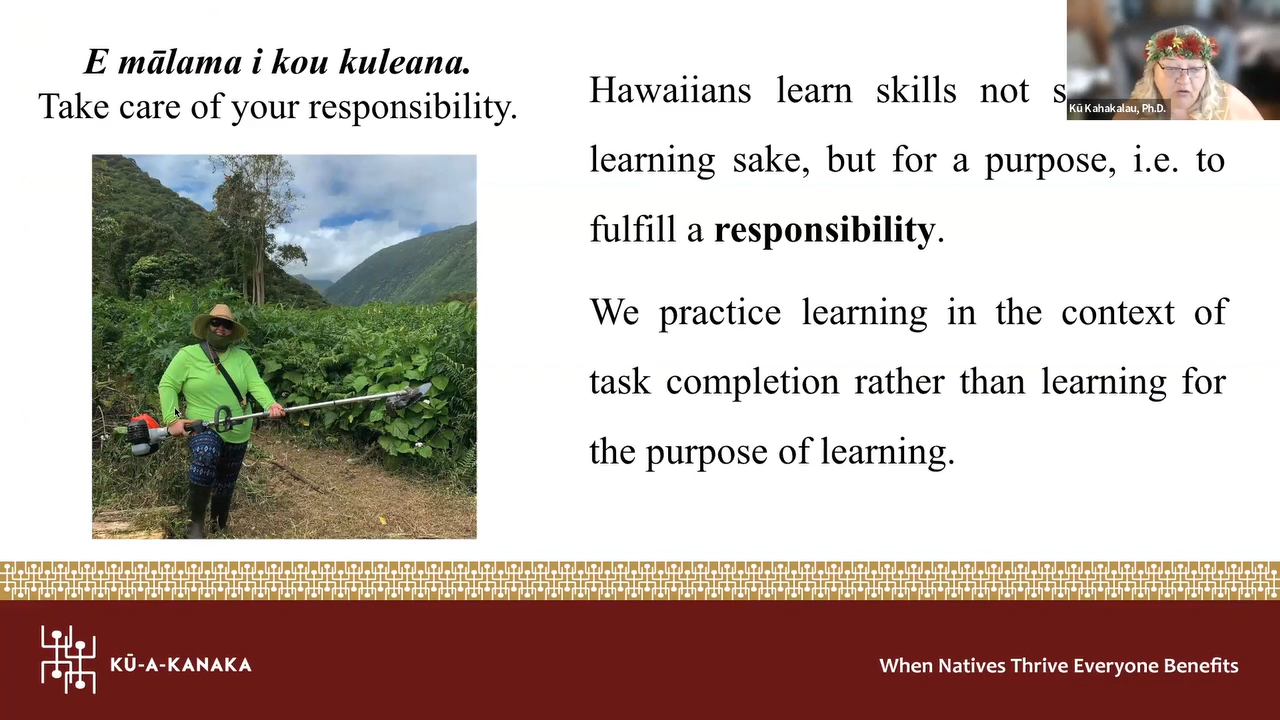 E mālama i kou kuleana.
Take care of your responsibility.
Hawaiians learn skills not
learning sake, but for a purpose, i.e. to
fulfill a responsibility.
We practice learning in the context of
task completion rather than learning for
the purpose of learning.
Kū Kahakalau, Ph.D.
KŪ-A-KANAKA
When Natives Thrive Everyone Benefits